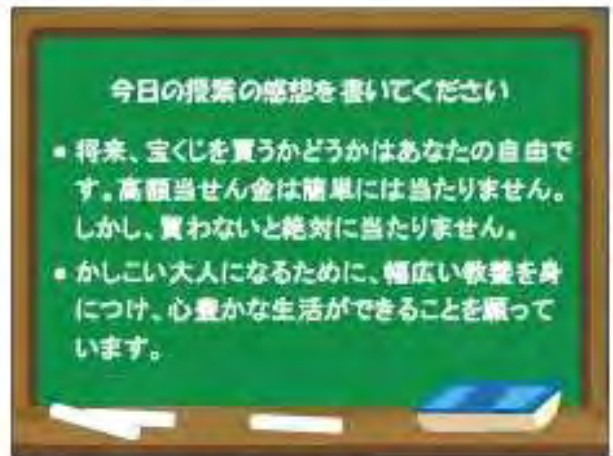 今日の授業の感想を書いてください
▪ 将来、宝くじを買うかどうかはあなたの自由で
す。高額当せん金は簡単には当たりません。
しかし、買わないと絶対に当たりません。
▪ かしこい大人になるために、幅広い教養を身
につけ、心豊かな生活ができることを願って
います。